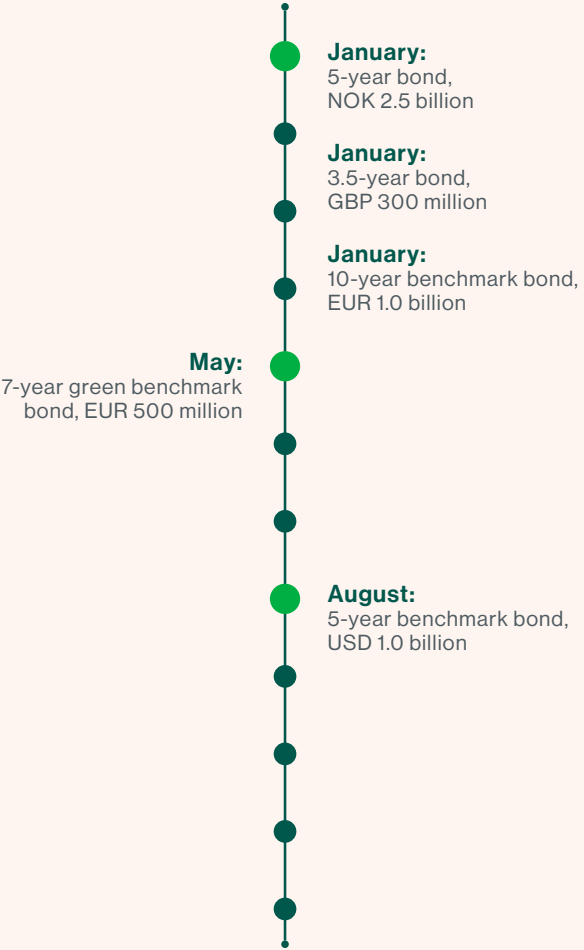 January:
5-year bond,
NOK 2.5 billion
January:
3.5-year bond,
GBP 300 million
January:
10-year benchmark bond,
EUR 1.0 billion
May:
7-year green benchmark
bond, EUR 500 million
August:
5-year benchmark bond,
USD 1.0 billion